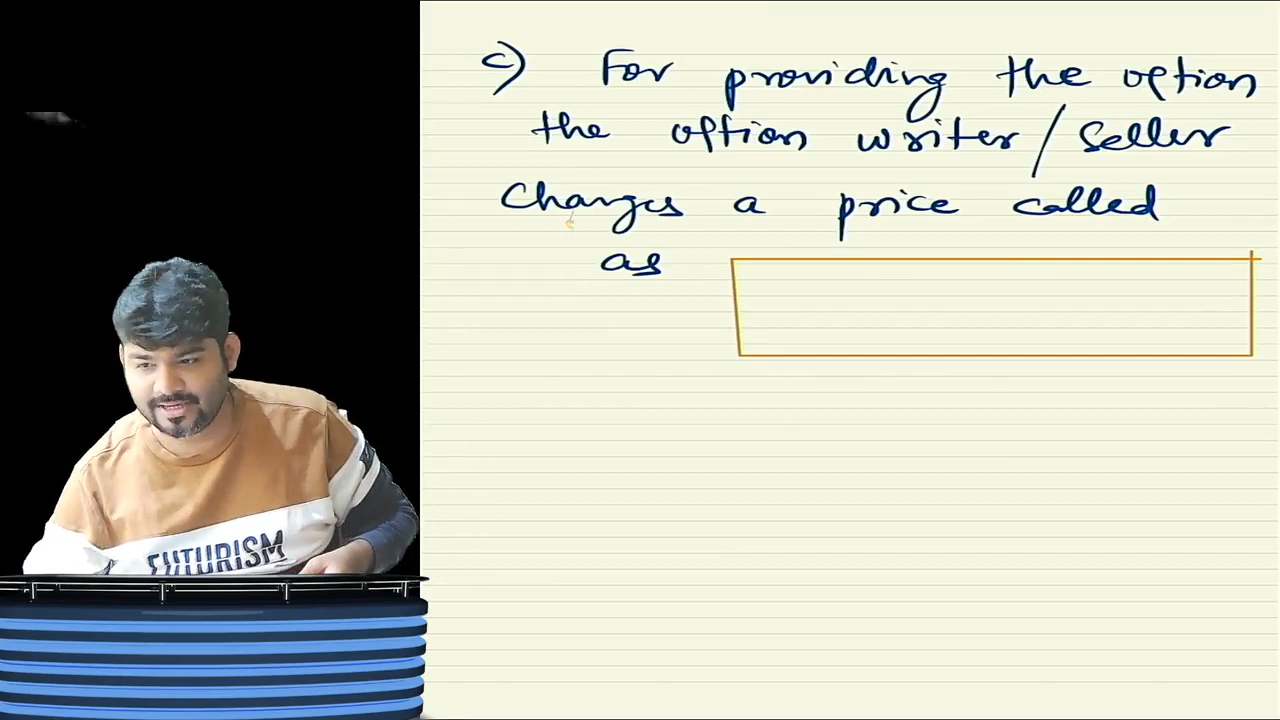 c) For providing the option
the option writer/seller
charges a price called
as
FUTURISM